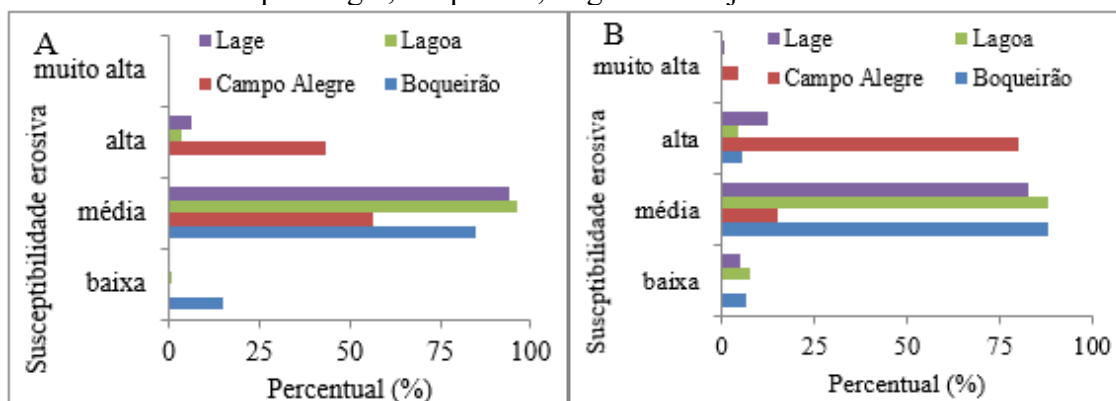 A
Lage
Lagoa
Campo Alegre
Boqueirão
Susceptibilidade erosiva
muito alta
alta
média
baixa
0
25
50
75
100
Percentual (%)
B
Lage
Lagoa
Campo Alegre
Boqueirão
Suscptibilidade erosiva
muito alta
alta
média
baixa
0
25
50
75
100
Percentual (%)